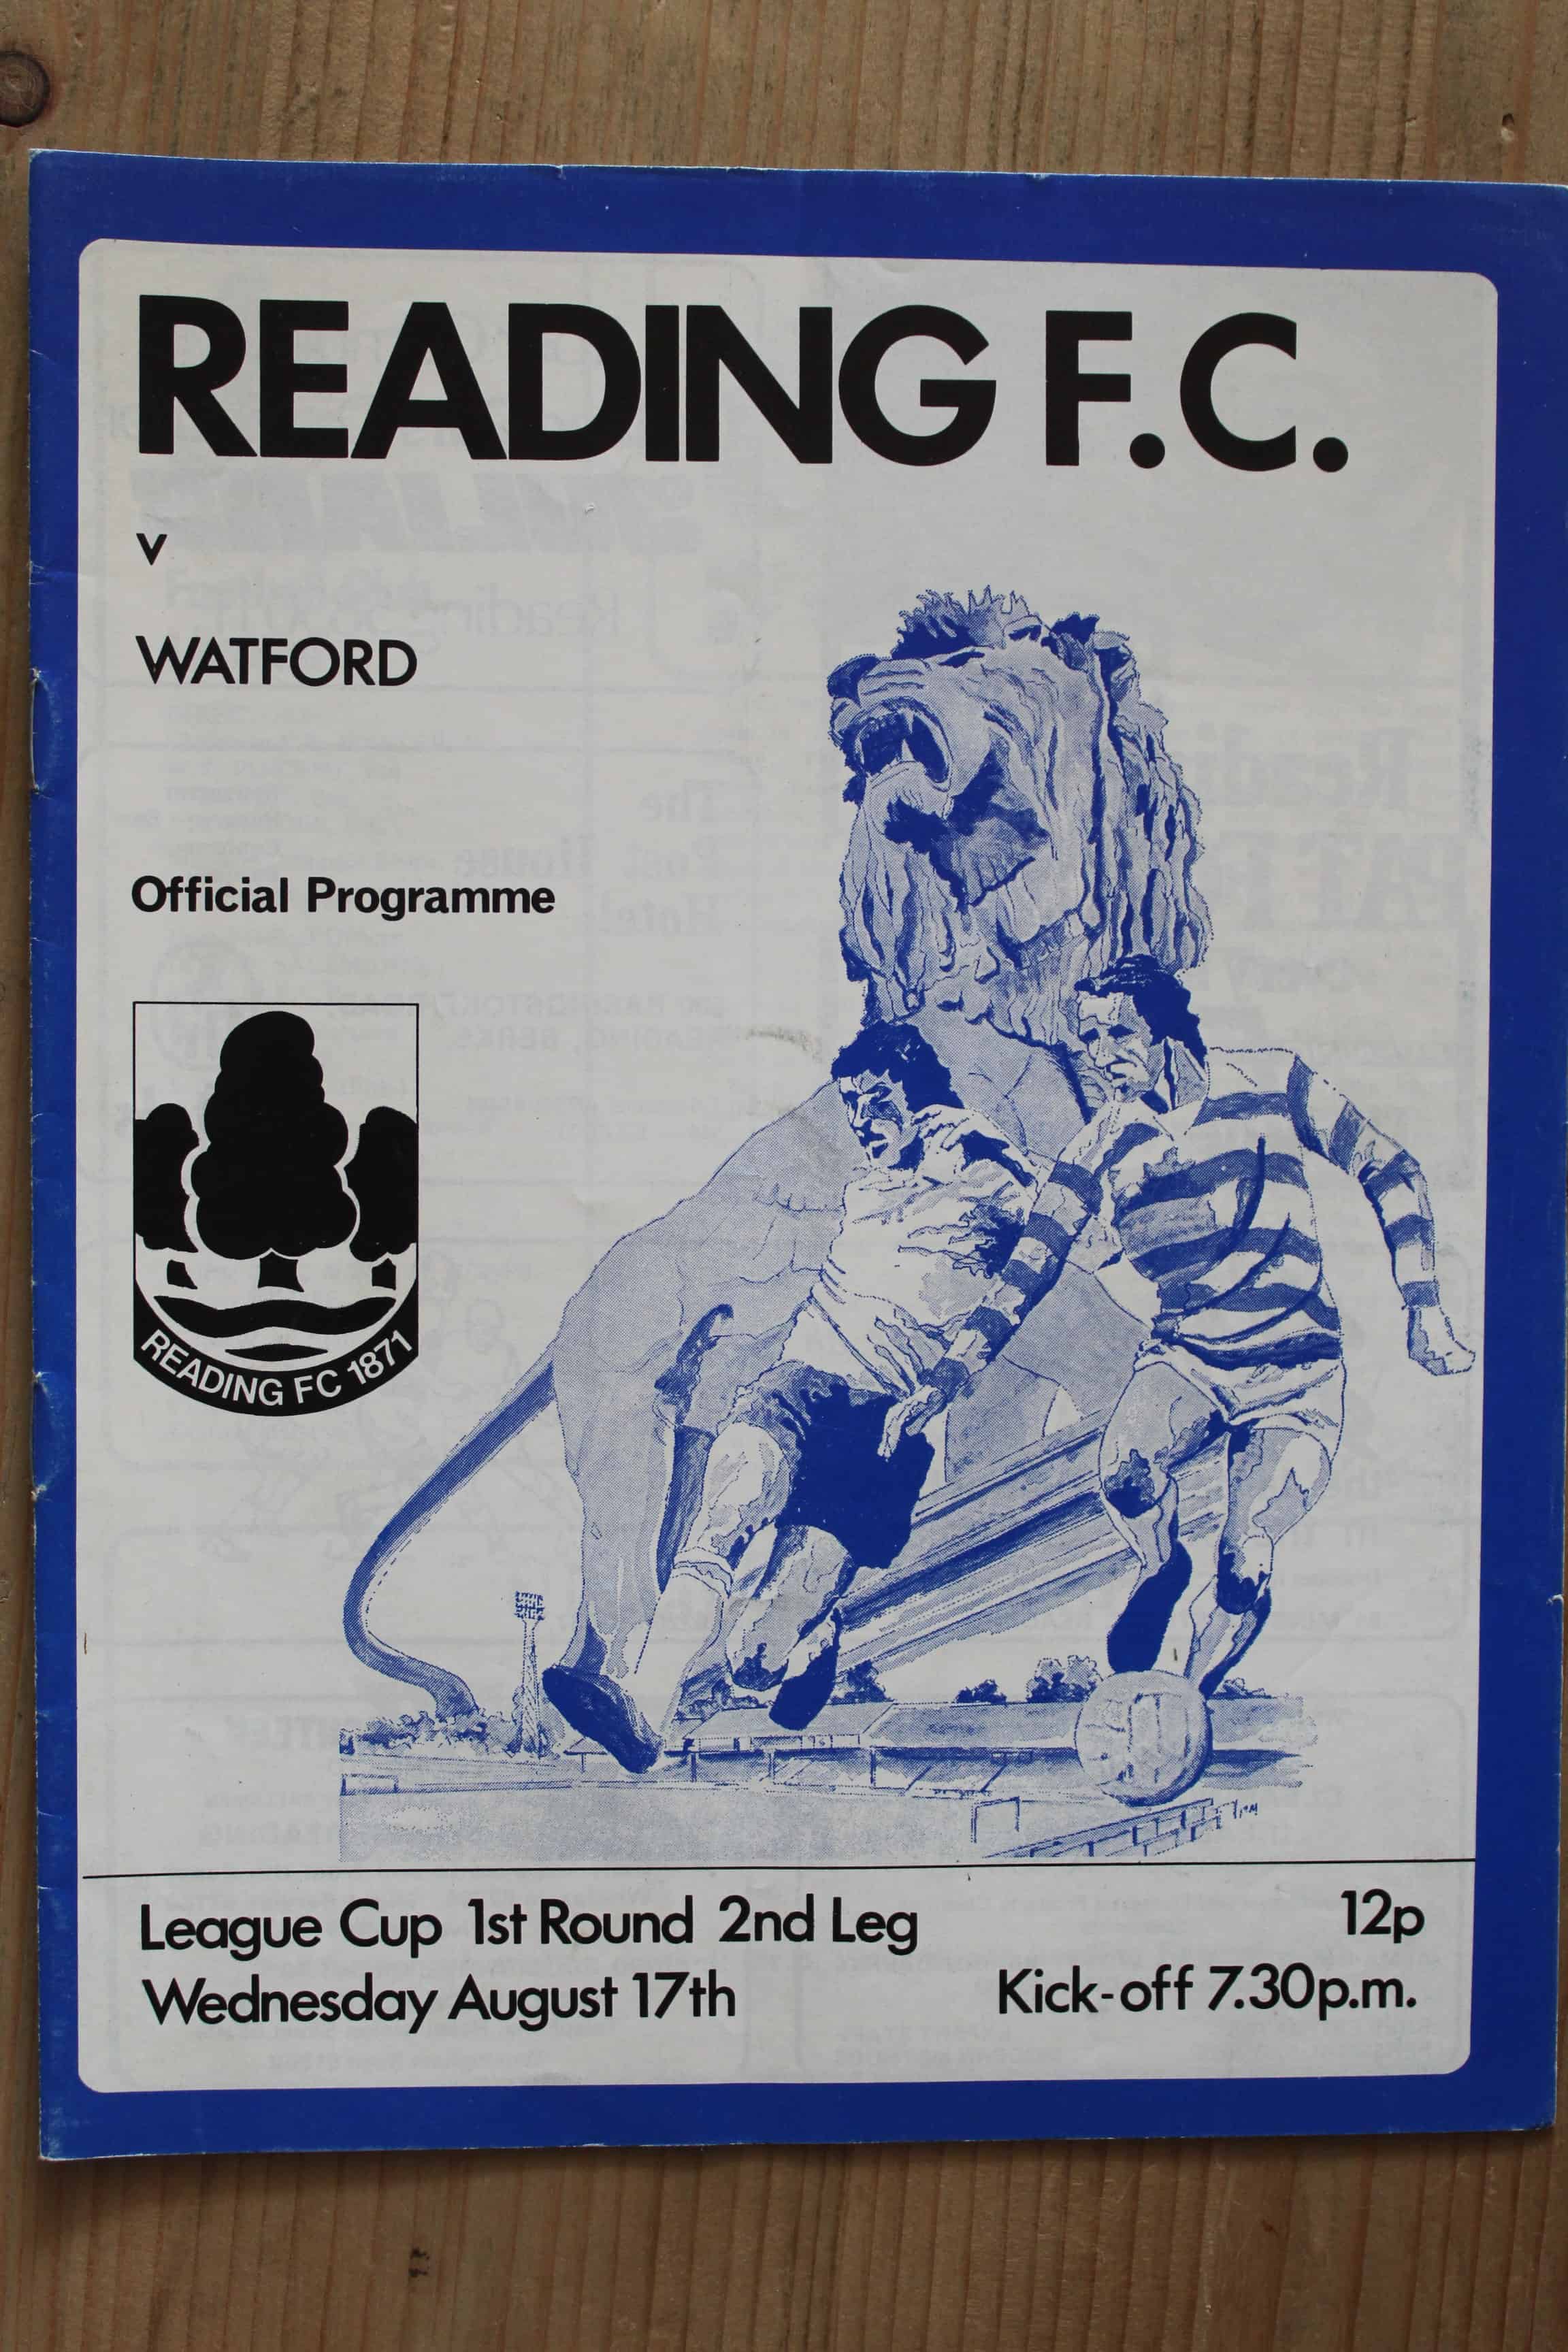 READING F.C.
v
WATFORD
Official Programme
READING FC 1871
League Cup 1st Round 2nd Leg
12p
Wednesday August 17th
Kick-off 7.30p.m.